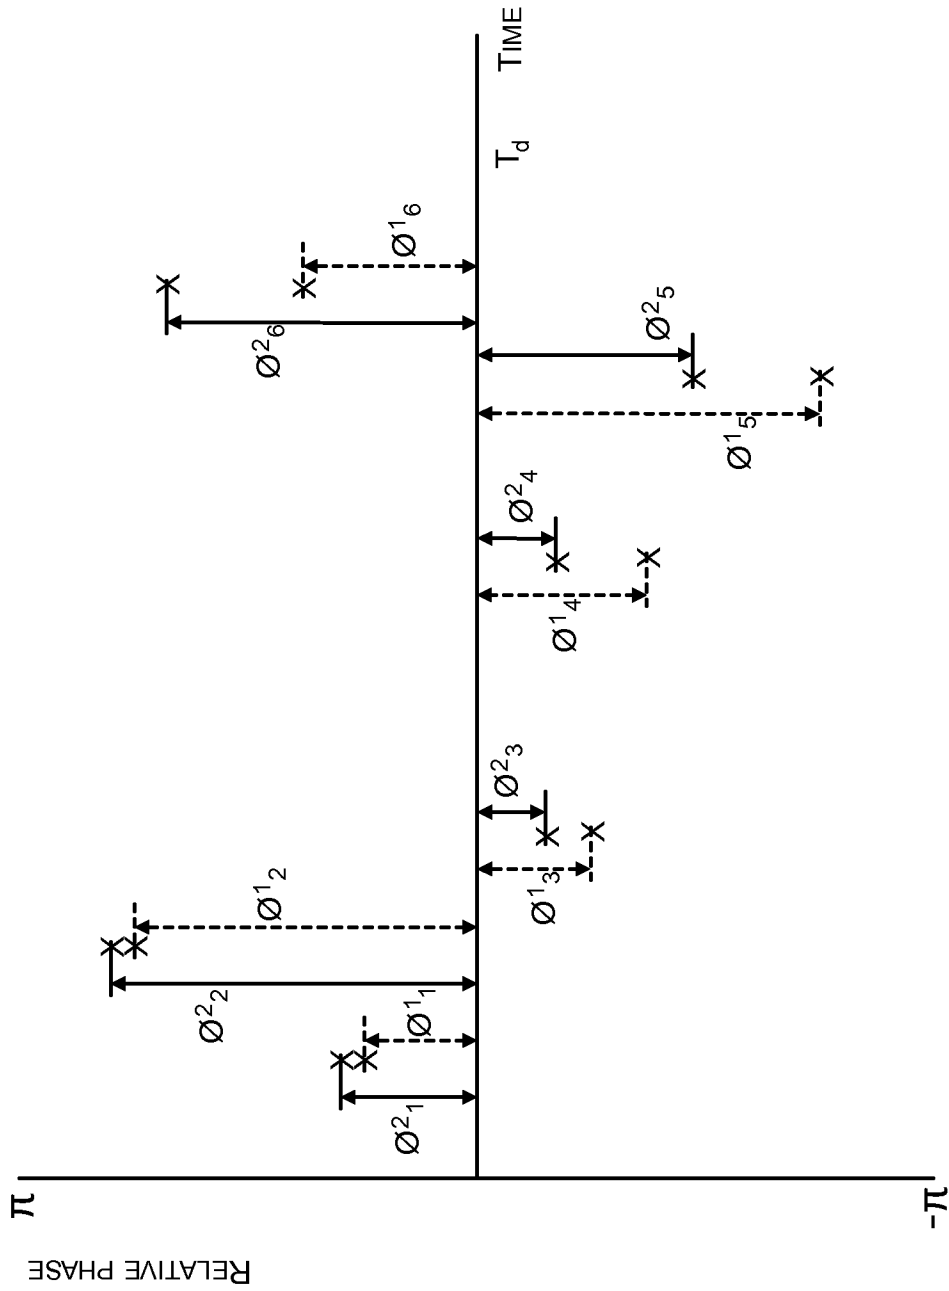 RELATIVE PHASE
π
-π
Ø²₁
Ø¹₁
Ø²₂
Ø¹₂
Ø¹₃
Ø²₃
Ø¹₄
Ø²₄
Ø¹₅
Ø²₅
Ø²₆
Ø¹₆
T_d
TIME